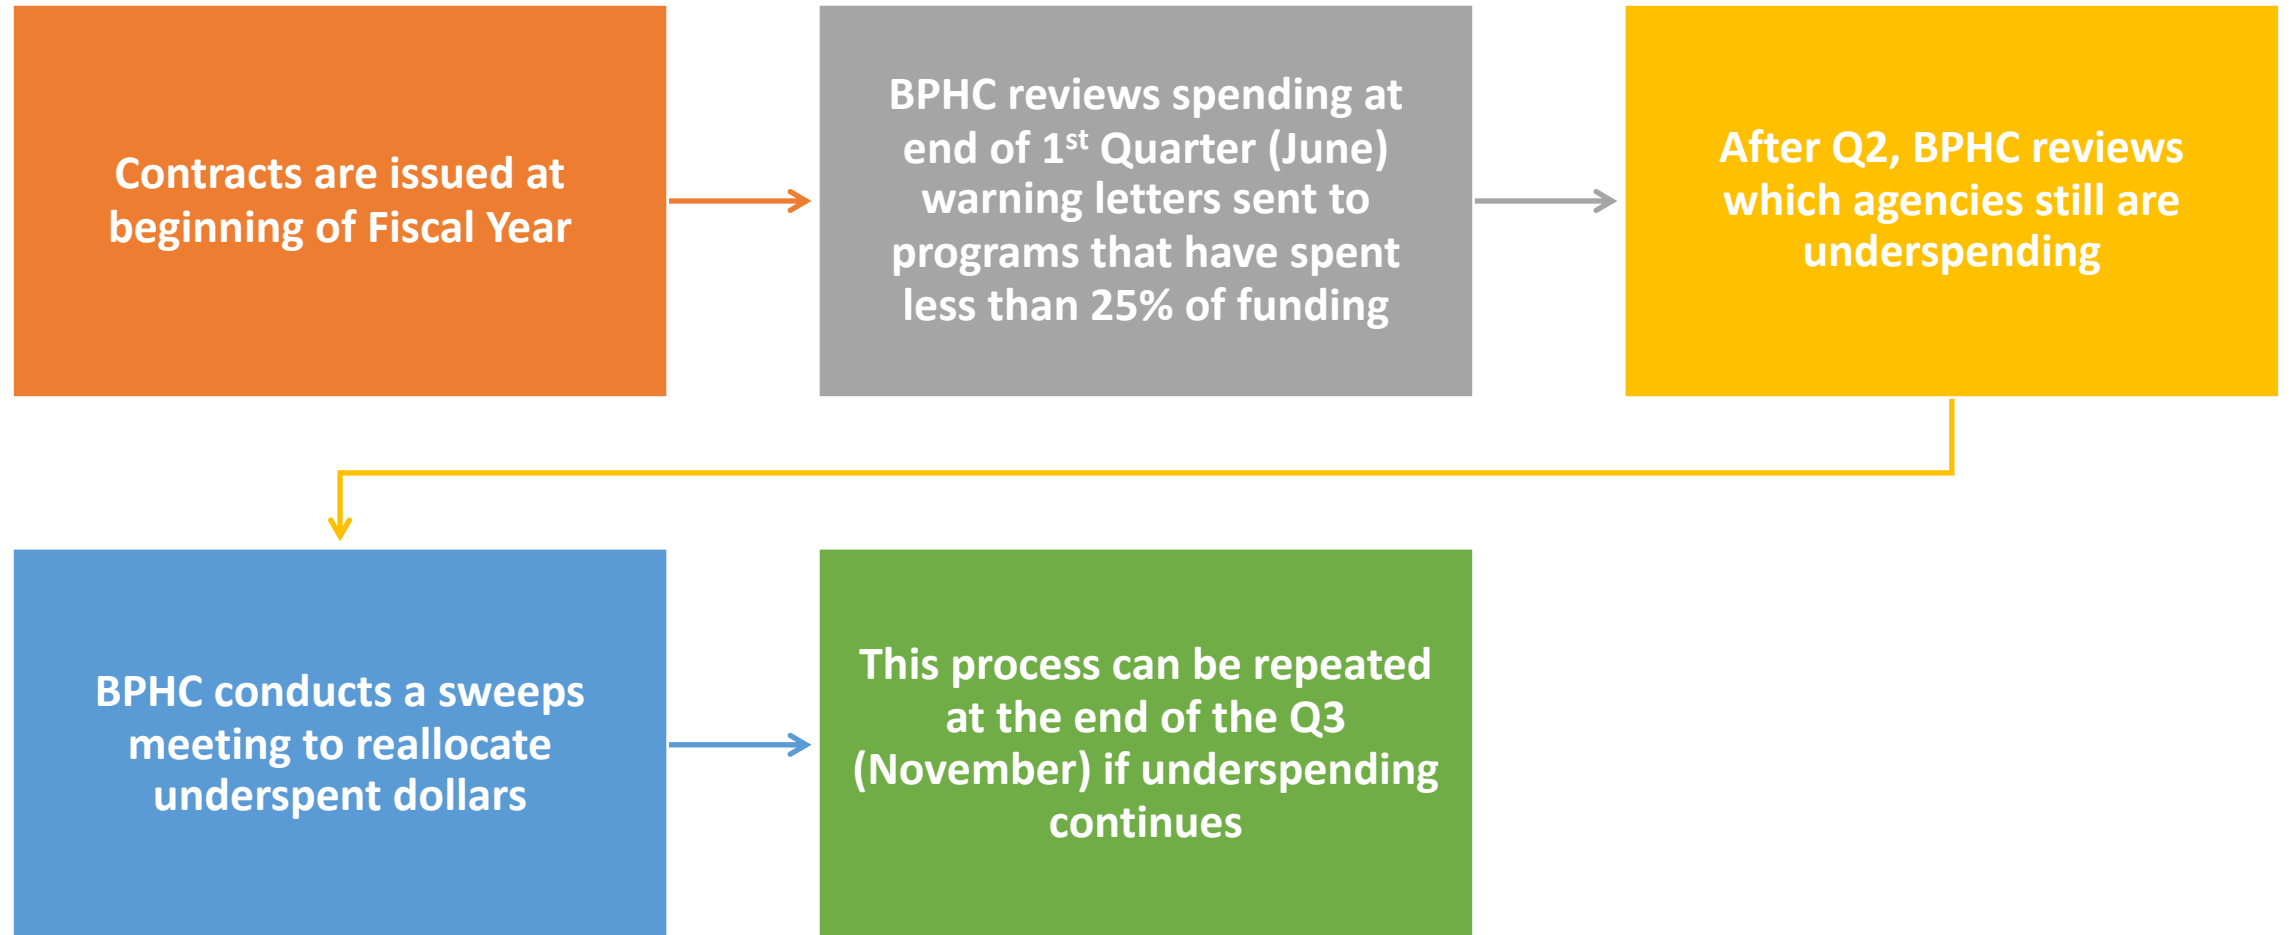 Contracts are issued at
beginning of Fiscal Year
BPHC reviews spending at
end of 1st Quarter (June)
warning letters sent to
programs that have spent
less than 25% of funding
After Q2, BPHC reviews
which agencies still are
underspending
BPHC conducts a sweeps
meeting to reallocate
underspent dollars
This process can be repeated
at the end of the Q3
(November) if underspending
continues